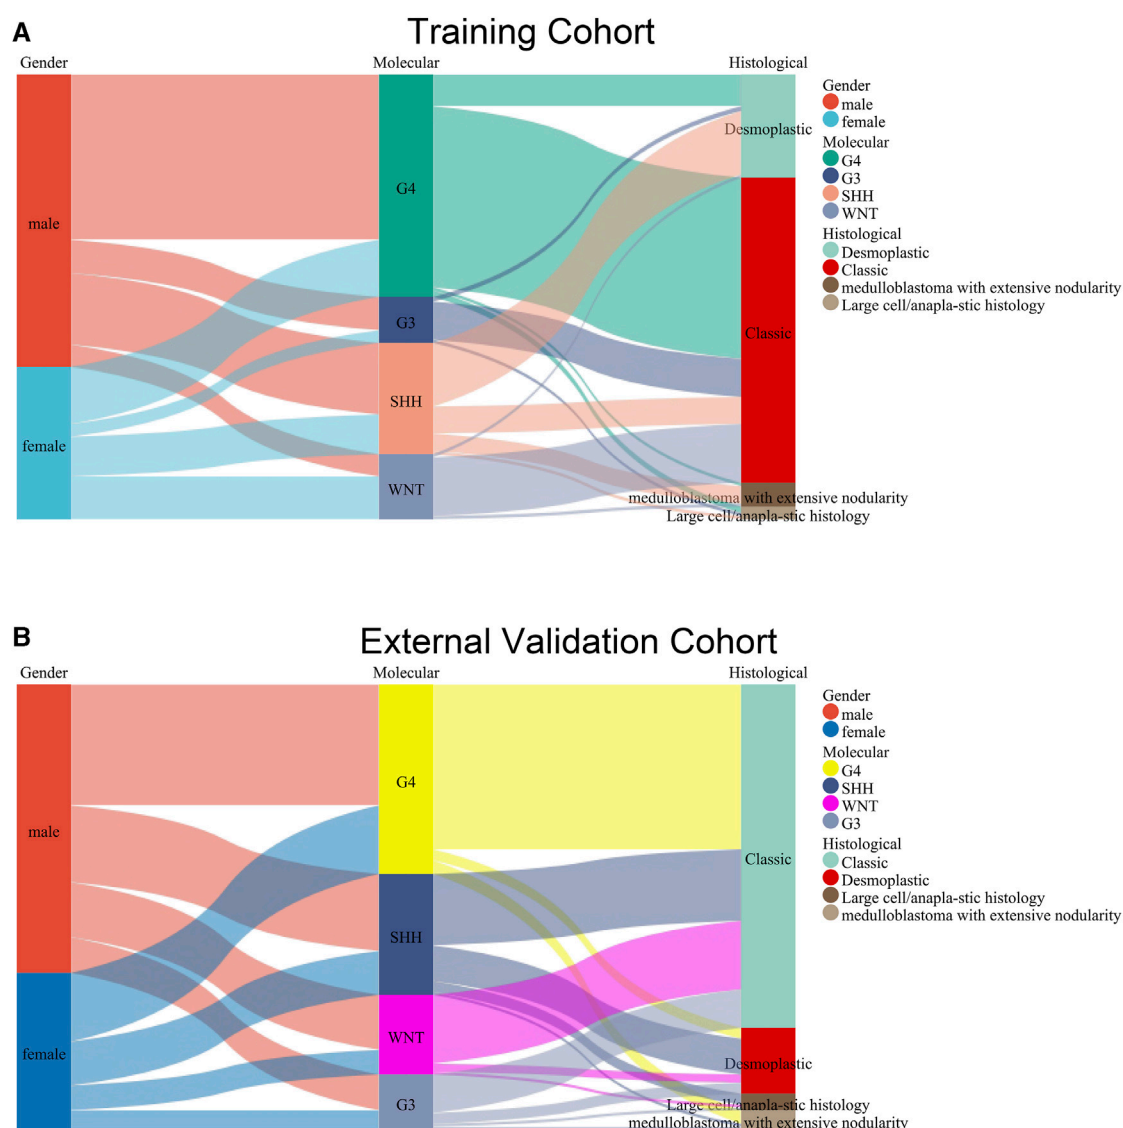 A
Training Cohort
Gender
Molecular
Histological
male
female
G4
G3
SHH
WNT
Desmoplastic
Classic
medulloblastoma with extensive nodularity
Large cell/anapla-stic histology
Gender
male
female
Molecular
G4
G3
SHH
WNT
Histological
Desmoplastic
Classic
medulloblastoma with extensive nodularity
Large cell/anapla-stic histology
B
External Validation Cohort
Gender
Molecular
Histological
male
female
G4
SHH
WNT
G3
Classic
Desmoplastic
Large cell/anapla-stic histology
medulloblastoma with extensive nodularity
Gender
male
female
Molecular
G4
SHH
WNT
G3
Histological
Classic
Desmoplastic
Large cell/anapla-stic histology
medulloblastoma with extensive nodularity